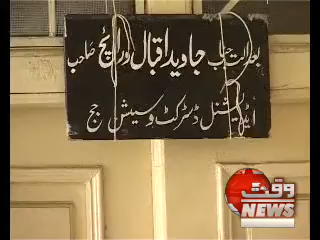 بعدالت جناب جاوید اقبال وڑائچ صاحب
ایڈیشنل ڈسٹرکٹ و سیشن جج
وقت
NEWS